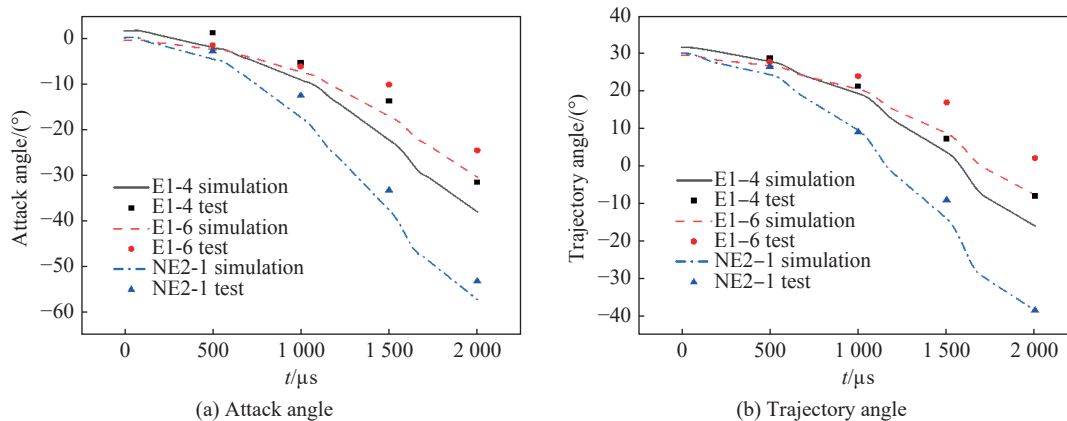 0
−10
−20
−30
−40
−50
−60
Attack angle/(°)
E1-4 simulation
E1-4 test
E1-6 simulation
E1-6 test
NE2-1 simulation
NE2-1 test
0
500
1 000
1 500
2 000
t/μs
(a) Attack angle
40
30
20
10
0
−10
−20
−30
−40
Trajectory angle/(°)
E1−4 simulation
E1−4 test
E1−6 simulation
E1−6 test
NE2−1 simulation
NE2−1 test
0
500
1 000
1 500
2 000
t/μs
(b) Trajectory angle